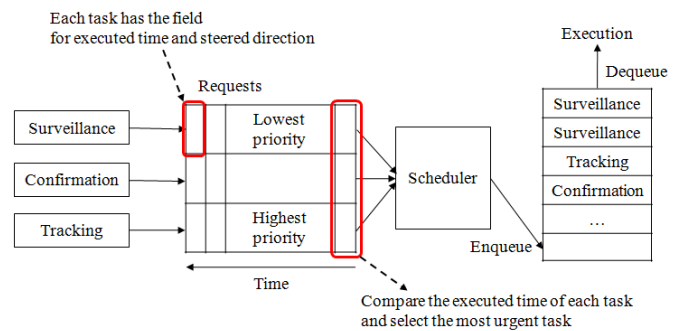 Each task has the field
for executed time and steered direction
Execution
Dequeue
Requests
Surveillance
Confirmation
Tracking
Lowest
priority
Highest
priority
Time
Scheduler
Enqueue
Surveillance
Surveillance
Tracking
Confirmation
...
Compare the executed time of each task
and select the most urgent task